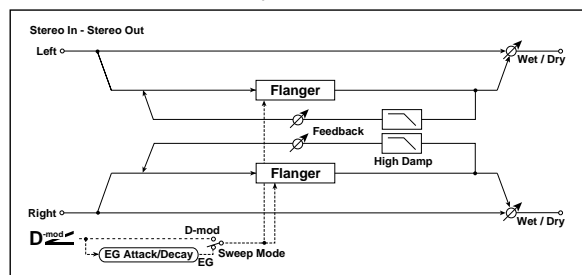 Stereo In - Stereo Out
Left
Wet / Dry
Flanger
Feedback
High Damp
Flanger
Right
Wet / Dry
D-mod
D-mod
EG Attack/Decay
EG
Sweep Mode